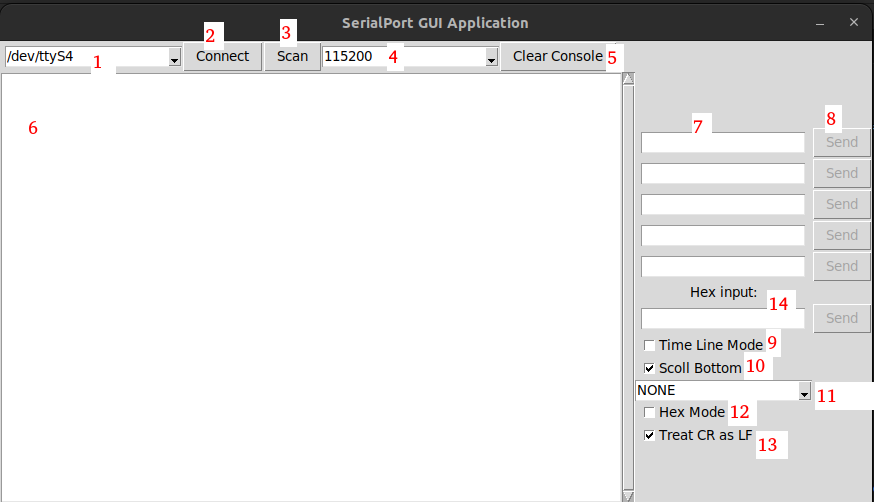 SerialPort GUI Application
/dev/ttyS4 1 Connect 2 Scan 3 115200 4 Clear Console 5
6
7 Send 8
Send
Send
Send
Send
Hex input: 14
Send
Time Line Mode 9
Scoll Bottom 10
NONE 11
Hex Mode 12
Treat CR as LF 13